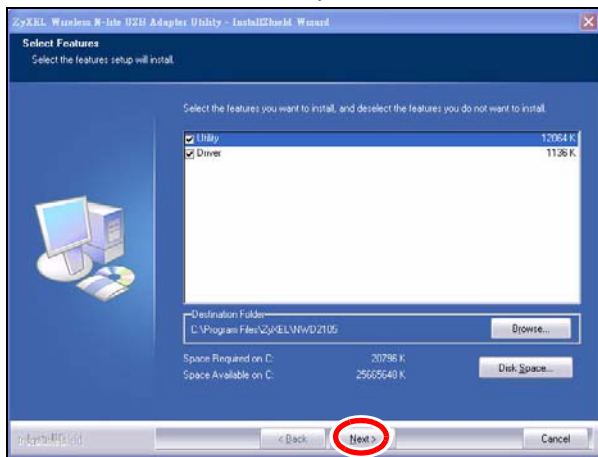 ZyXEL Wireless N-lite USB Adapter Utility - InstallShield Wizard
Select Features
Select the features setup will install.
Select the features you want to install, and deselect the features you do not want to install.
Utility 12064 K
Driver 1136 K
Destination Folder
C:\Program Files\ZyXEL\NWD2105
Browse...
Space Required on C: 20796 K
Space Available on C: 25665640 K
Disk Space...
InstallShield
< Back
Next >
Cancel